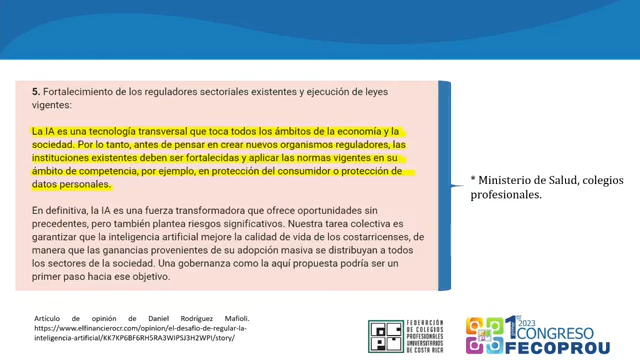 5. Fortalecimiento de los reguladores sectoriales existentes y ejecución de leyes
vigentes:
La IA es una tecnología transversal que toca todos los ámbitos de la economía y la
sociedad. Por lo tanto, antes de pensar en crear nuevos organismos reguladores, las
instituciones existentes deben ser fortalecidas y aplicar las normas vigentes en su
ámbito de competencia, por ejemplo, en protección del consumidor o protección de
datos personales.
En definitiva, la IA es una fuerza transformadora que ofrece oportunidades sin
precedentes, pero también plantea riesgos significativos. Nuestra tarea colectiva es
garantizar que la inteligencia artificial mejore la calidad de vida de los costarricenses, de
manera que las ganancias provenientes de su adopción masiva se distribuyan a todos
los sectores de la sociedad. Una gobernanza como la aquí propuesta podría ser un
primer paso hacia ese objetivo.
* Ministerio de Salud, colegios
profesionales.
Artículo de opinión de Daniel Rodríguez Mafioli.
https://www.elfinancierocr.com/opinion/el-desafio-de-regular-la-
inteligencia-artificial/KK7KP6BF6RH5RA3WIPSJ3H2WPI/story/
FEDERACIÓN
DE COLEGIOS
PROFESIONALES
UNIVERSITARIOS
DE COSTA RICA
1er 2023
CONGRESO
FECOPROU